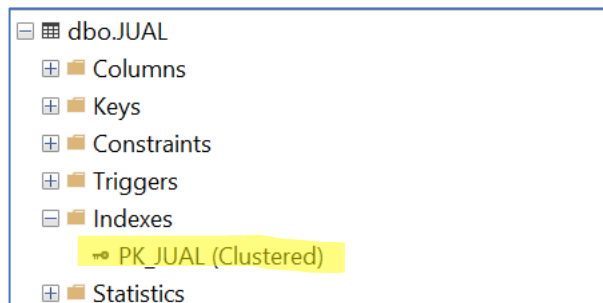 dbo.JUAL
Columns
Keys
Constraints
Triggers
Indexes
PK_JUAL (Clustered)
Statistics